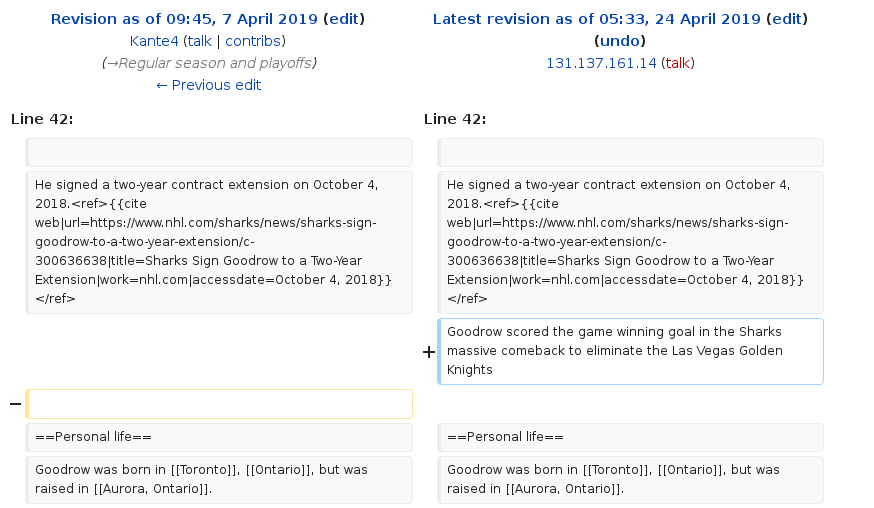 Revision as of 09:45, 7 April 2019 (edit)
Kante4 (talk | contribs)
(→Regular season and playoffs)
← Previous edit
Latest revision as of 05:33, 24 April 2019 (edit)
(undo)
131.137.161.14 (talk)
Line 42:
Line 42:
He signed a two-year contract extension on October 4,
2018.<ref>{{cite
web|url=https://www.nhl.com/sharks/news/sharks-sign-
goodrow-to-a-two-year-extension/c-
300636638|title=Sharks Sign Goodrow to a Two-Year
Extension|work=nhl.com|accessdate=October 4, 2018}}
</ref>
He signed a two-year contract extension on October 4,
2018.<ref>{{cite
web|url=https://www.nhl.com/sharks/news/sharks-sign-
goodrow-to-a-two-year-extension/c-
300636638|title=Sharks Sign Goodrow to a Two-Year
Extension|work=nhl.com|accessdate=October 4, 2018}}
</ref>
+
Goodrow scored the game winning goal in the Sharks
massive comeback to eliminate the Las Vegas Golden
Knights
−
==Personal life==
==Personal life==
Goodrow was born in [[Toronto]], [[Ontario]], but was
raised in [[Aurora, Ontario]].
Goodrow was born in [[Toronto]], [[Ontario]], but was
raised in [[Aurora, Ontario]].